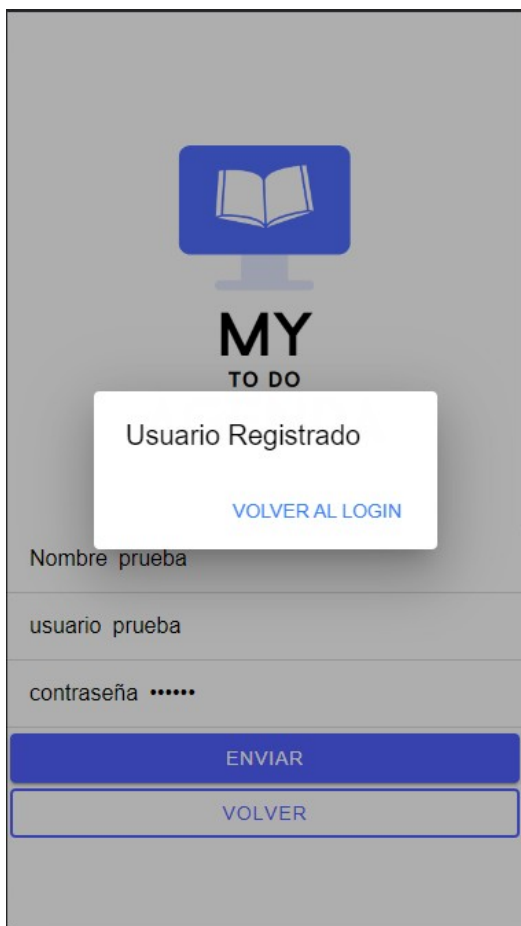 MY
TO DO
Usuario Registrado
VOLVER AL LOGIN
Nombre prueba
usuario prueba
contraseña ••••••
ENVIAR
VOLVER